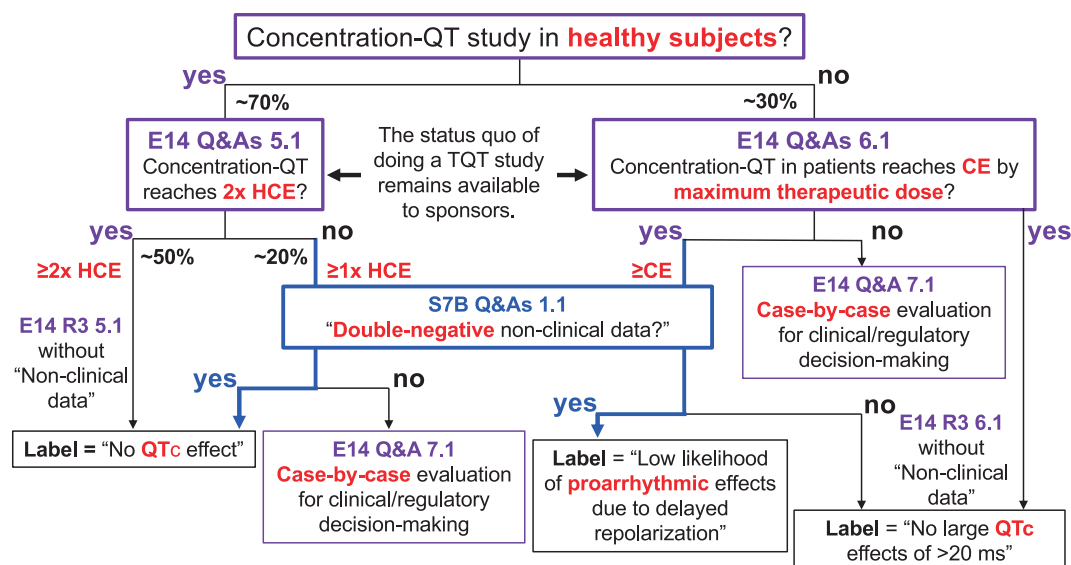 Concentration-QT study in healthy subjects?
yes
no
~70%
~30%
E14 Q&As 5.1
Concentration-QT
reaches 2x HCE?
The status quo of
doing a TQT study
remains available
to sponsors.
E14 Q&As 6.1
Concentration-QT in patients reaches CE by
maximum therapeutic dose?
yes
no
yes
no
yes
~50%
~20%
≥2x HCE
≥1x HCE
≥CE
S7B Q&As 1.1
“Double-negative non-clinical data?”
E14 Q&A 7.1
Case-by-case evaluation
for clinical/regulatory
decision-making
E14 R3 5.1
without
“Non-clinical
data”
yes
no
yes
no
E14 R3 6.1
without
“Non-clinical
data”
Label = “No QTc effect”
E14 Q&A 7.1
Case-by-case evaluation
for clinical/regulatory
decision-making
Label = “Low likelihood
of proarrhythmic effects
due to delayed
repolarization”
Label = “No large QTc
effects of >20 ms”